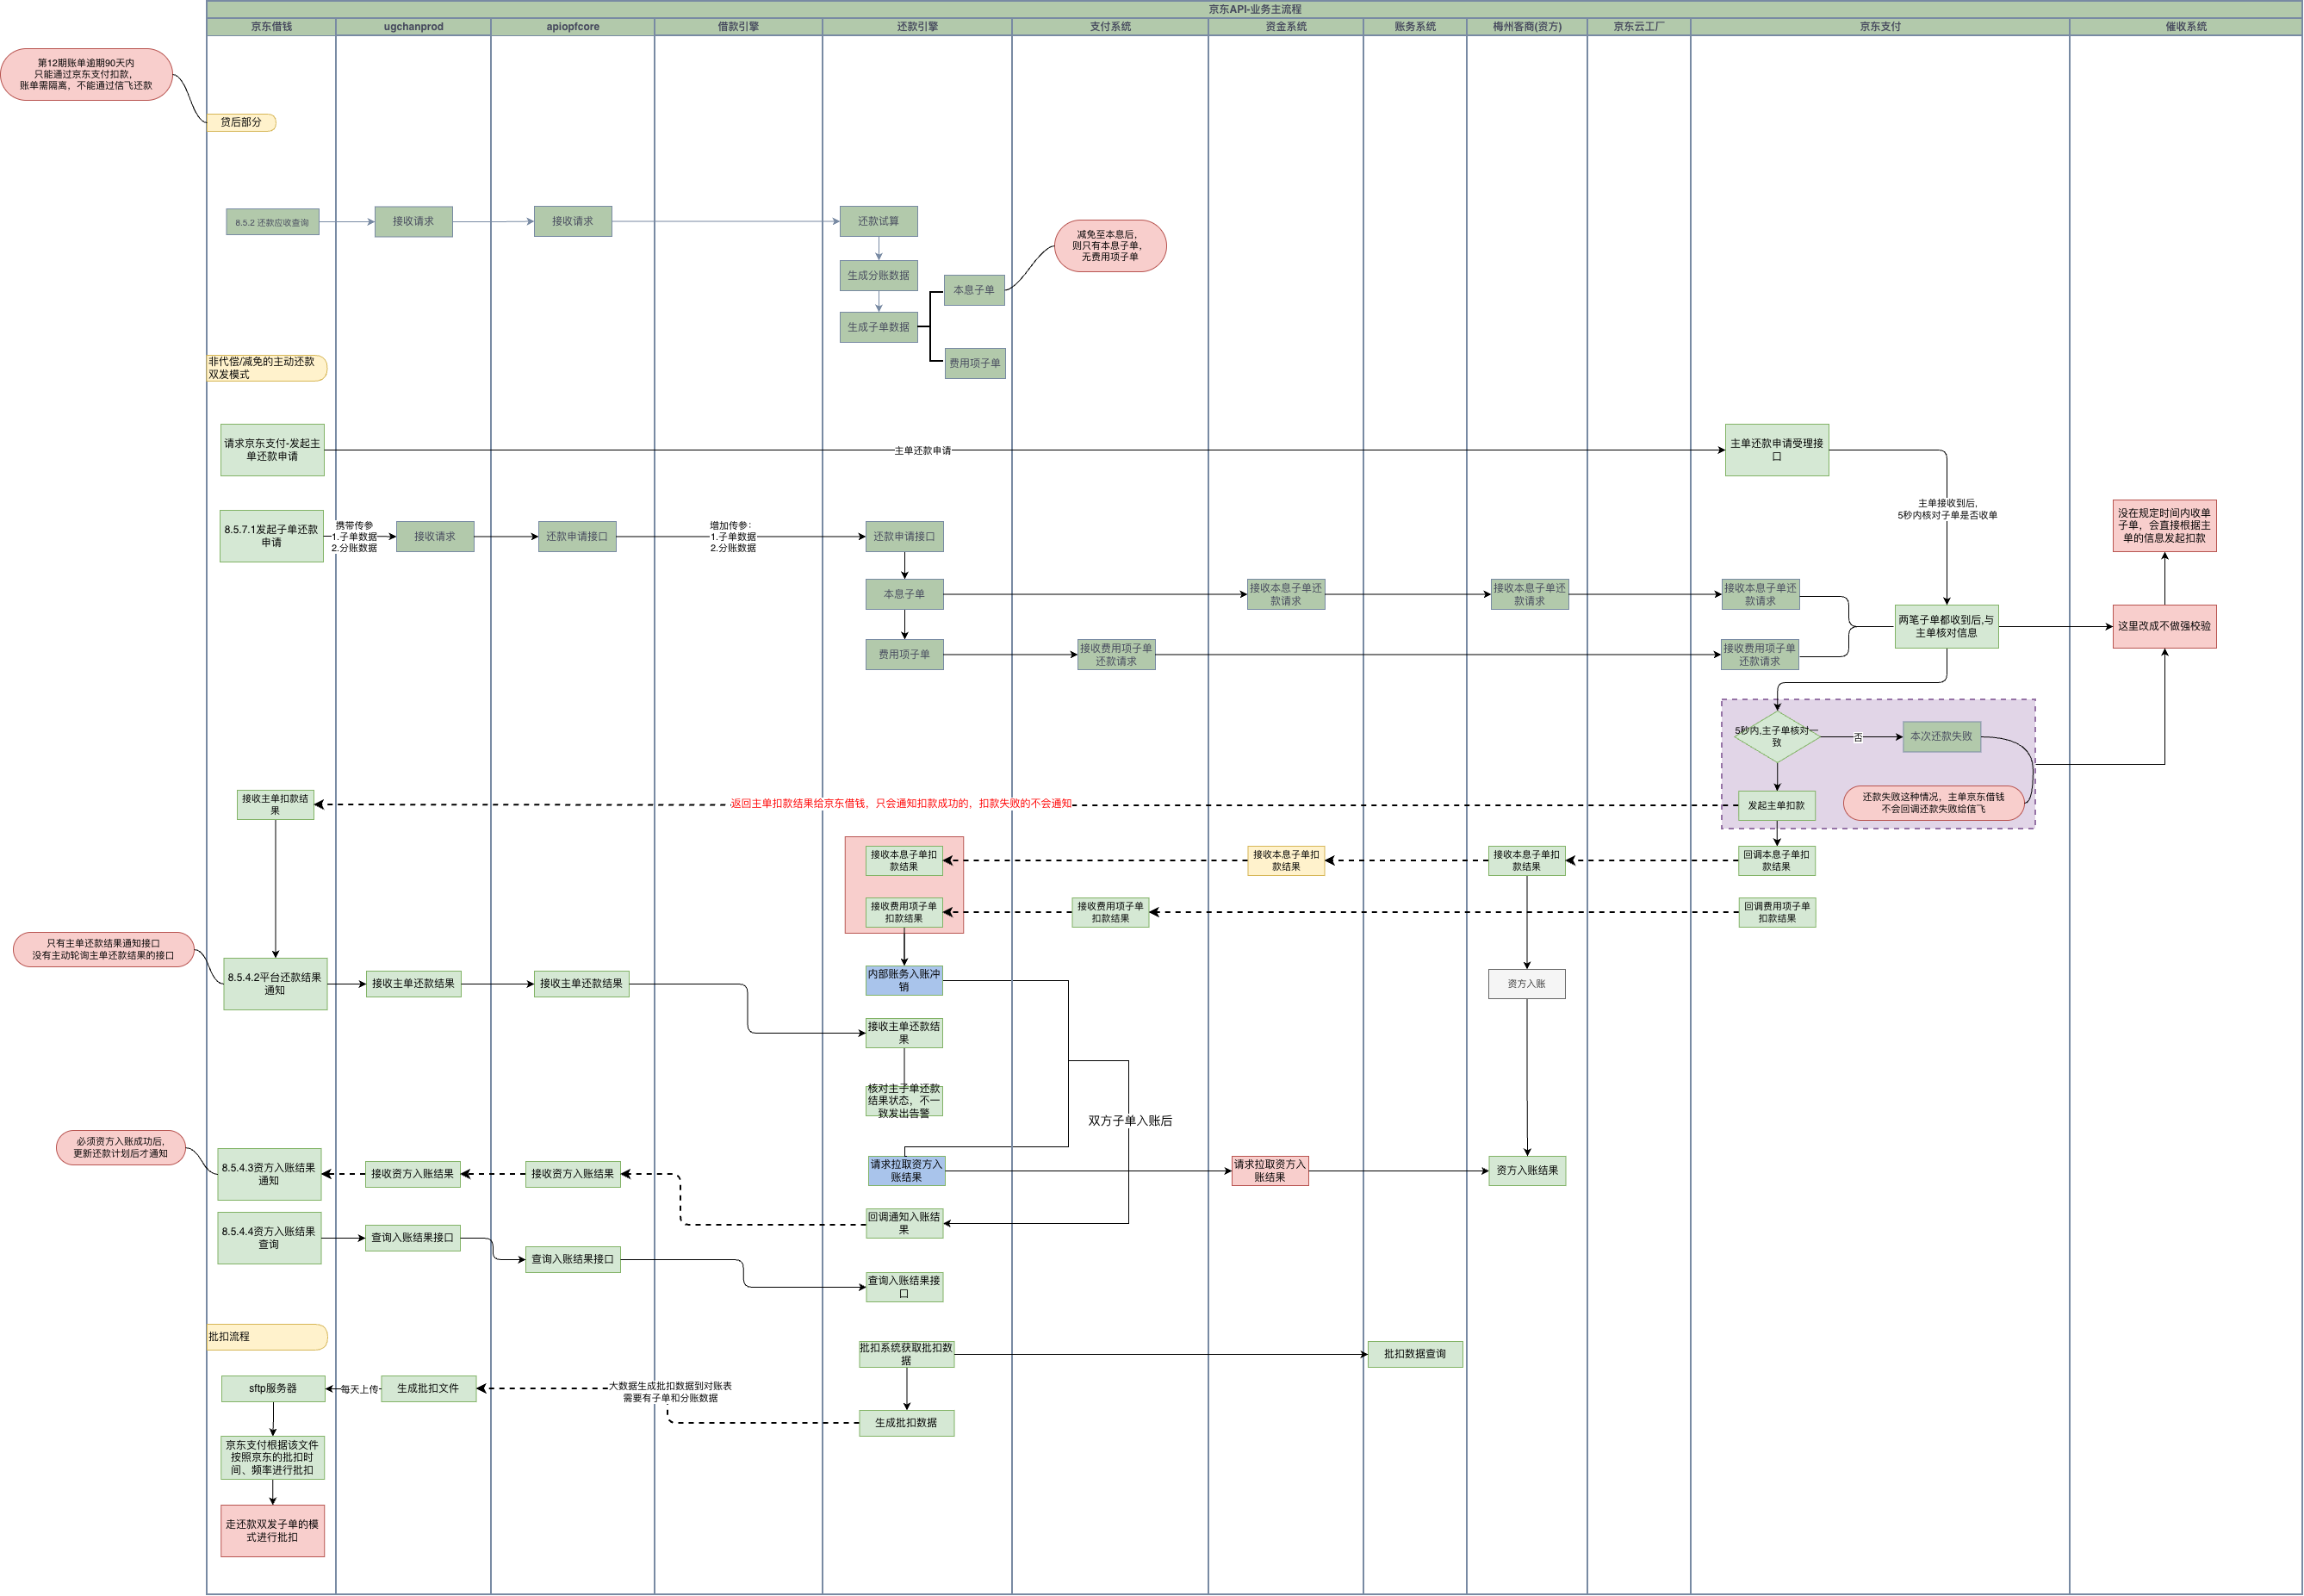 京东API-业务主流程
京东借钱
ugchanprod
apiopfcore
借款引擎
还款引擎
支付系统
资金系统
账务系统
梅州客商(资方)
京东云工厂
京东支付
催收系统
第12期账单逾期90天内
只能通过京东支付扣款,
账单需隔离，不能通过信飞还款
贷后部分
8.5.2 还款应收查询
接收请求
接收请求
还款试算
生成分账数据
生成子单数据
本息子单
费用项子单
减免至本息后,
则只有本息子单,
无费用项子单
非代偿/减免的主动还款
双发模式
请求京东支付-发起主
单还款申请
主单还款申请
主单还款申请受理接
口
主单接收到后,
5秒内核对子单是否收单
8.5.7.1发起子单还款
申请
携带传参
1.子单数据
2.分账数据
接收请求
还款申请接口
增加传参:
1.子单数据
2.分账数据
还款申请接口
没在规定时间内收单
子单，会直接根据主
单的信息发起扣款
本息子单
接收本息子单还
款请求
接收本息子单还
款请求
接收本息子单还
款请求
两笔子单都收到后,与
主单核对信息
这里改成不做强校验
费用项子单
接收费用项子单
还款请求
接收费用项子单
还款请求
5秒内,主子单核对一
致
否
本次还款失败
接收主单扣款结
果
返回主单扣款结果给京东借钱，只会通知扣款成功的，扣款失败的不会通知
发起主单扣款
还款失败这种情况，主单京东借钱
不会回调还款失败给信飞
接收本息子单扣
款结果
接收本息子单扣
款结果
接收本息子单扣
款结果
回调本息子单扣
款结果
接收费用项子单
扣款结果
接收费用项子单
扣款结果
回调费用项子单
扣款结果
只有主单还款结果通知接口
没有主动轮询主单还款结果的接口
8.5.4.2平台还款结果
通知
接收主单还款结果
接收主单还款结果
内部账务入账冲
销
资方入账
接收主单还款结
果
核对主子单还款
结果状态，不一
致发出告警
双方子单入账后
必须资方入账成功后,
更新还款计划后才通知
8.5.4.3资方入账结果
通知
接收资方入账结果
接收资方入账结果
请求拉取资方入
账结果
请求拉取资方入
账结果
资方入账结果
回调通知入账结
果
8.5.4.4资方入账结果
查询
查询入账结果接口
查询入账结果接口
查询入账结果接
口
批扣流程
批扣系统获取批扣数
据
批扣数据查询
sftp服务器
每天上传
生成批扣文件
大数据生成批扣数据到对账表
需要有子单和分账数据
生成批扣数据
京东支付根据该文件
按照京东的批扣时
间、频率进行批扣
走还款双发子单的模
式进行批扣